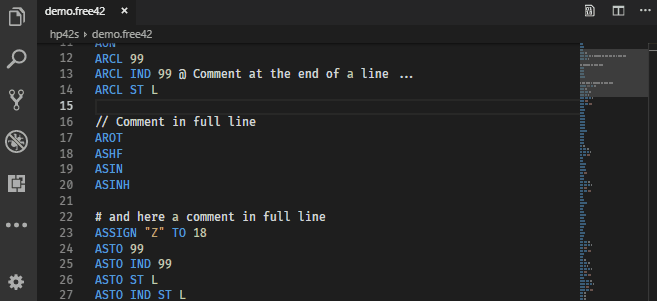 demo.free42 ×
hp42s > demo.free42
11 AON
12 ARCL 99
13 ARCL IND 99 @ Comment at the end of a line ...
14 ARCL ST L
15
16 // Comment in full line
17 AROT
18 ASHF
19 ASIN
20 ASINH
21
22 # and here a comment in full line
23 ASSIGN "Z" TO 18
24 ASTO 99
25 ASTO IND 99
26 ASTO ST L
27 ASTO IND ST L